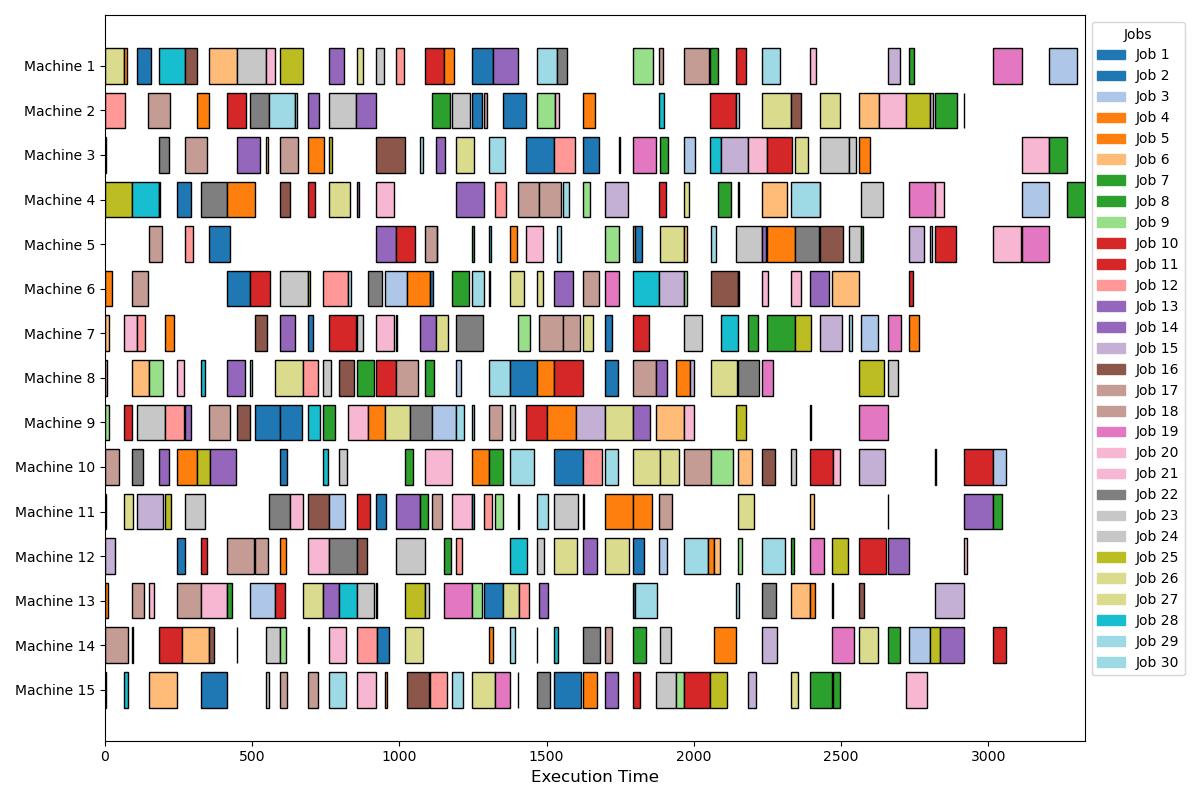 Machine 1
Machine 2
Machine 3
Machine 4
Machine 5
Machine 6
Machine 7
Machine 8
Machine 9
Machine 10
Machine 11
Machine 12
Machine 13
Machine 14
Machine 15
0 500 1000 1500 2000 2500 3000
Execution Time
Jobs
Job 1
Job 2
Job 3
Job 4
Job 5
Job 6
Job 7
Job 8
Job 9
Job 10
Job 11
Job 12
Job 13
Job 14
Job 15
Job 16
Job 17
Job 18
Job 19
Job 20
Job 21
Job 22
Job 23
Job 24
Job 25
Job 26
Job 27
Job 28
Job 29
Job 30